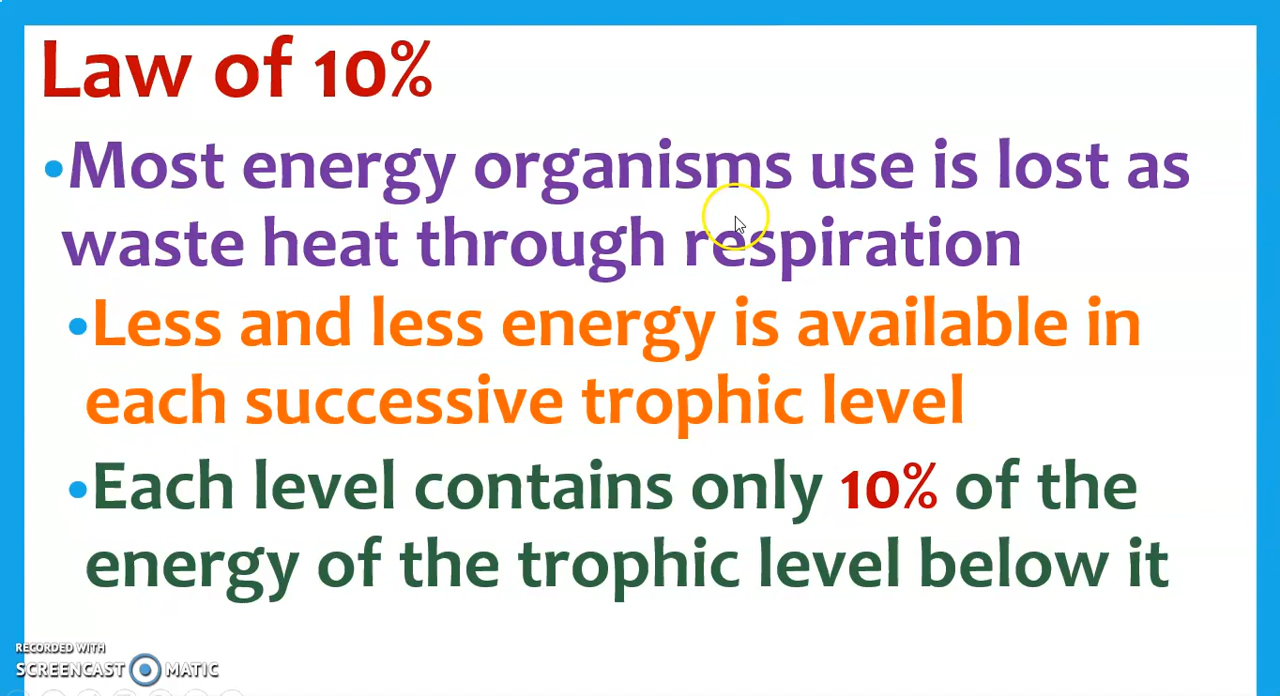 Law of 10%
•Most energy organisms use is lost as
waste heat through respiration
•Less and less energy is available in
each successive trophic level
•Each level contains only 10% of the
energy of the trophic level below it
RECORDED WITH
SCREENCAST MATIC